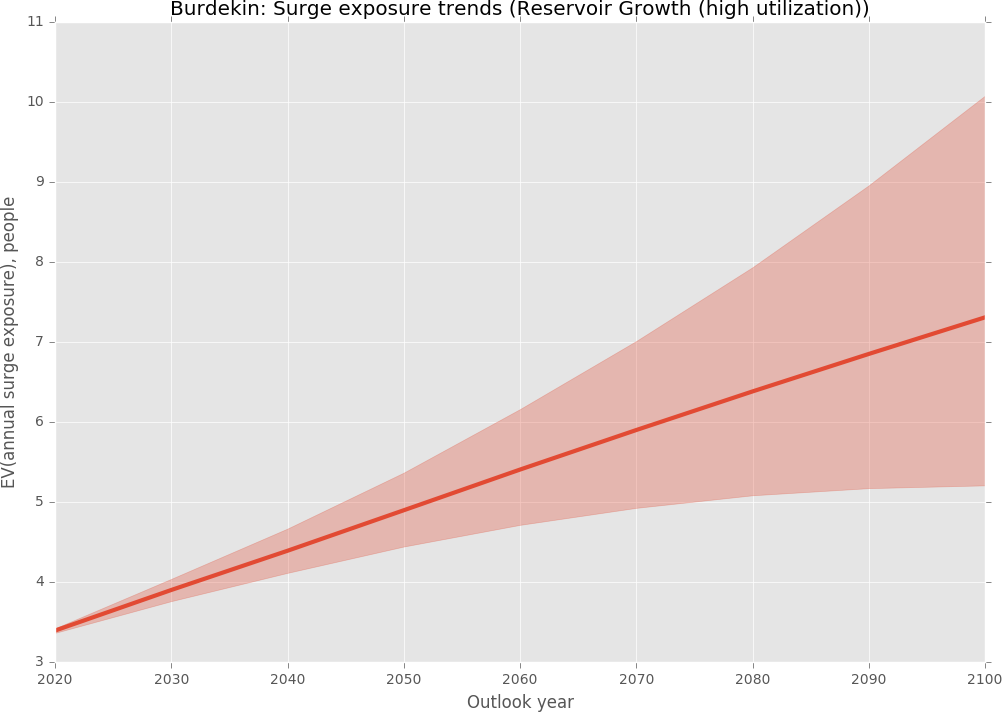 Burdekin: Surge exposure trends (Reservoir Growth (high utilization))
EV(annual surge exposure), people
11
10
9
8
7
6
5
4
3
2020 2030 2040 2050 2060 2070 2080 2090 2100
Outlook year